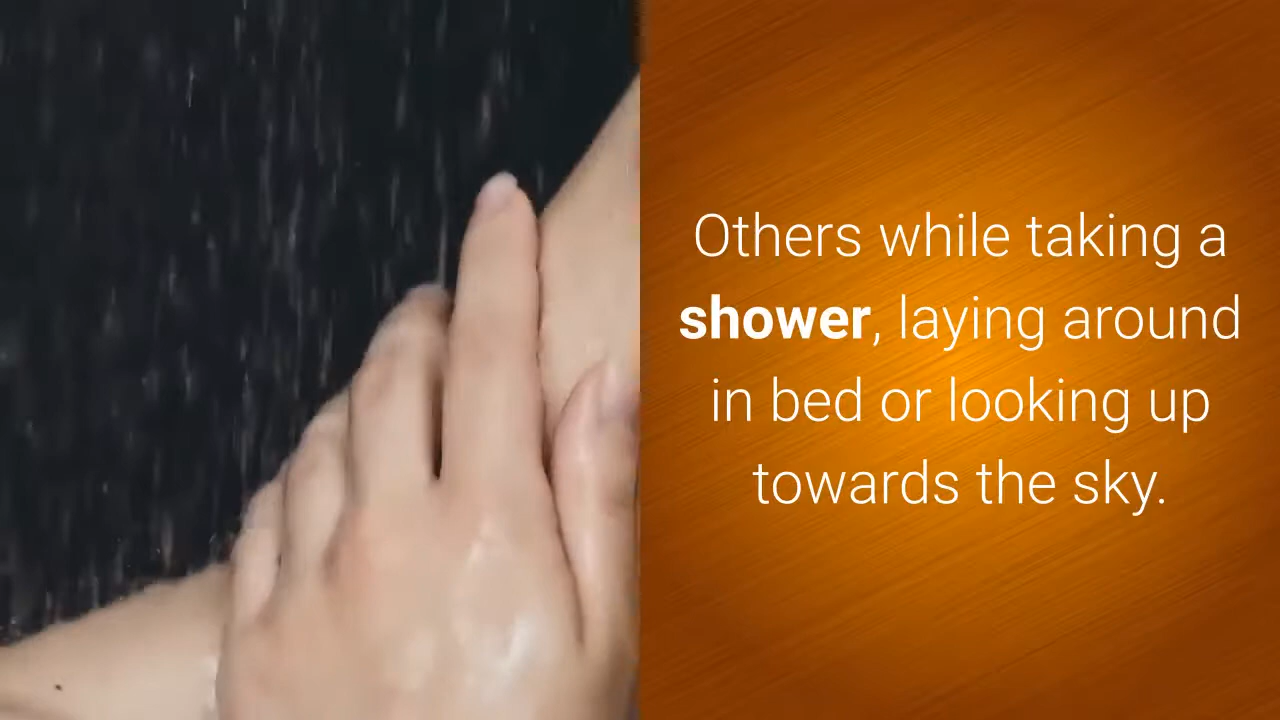 Others while taking a
shower, laying around
in bed or looking up
towards the sky.